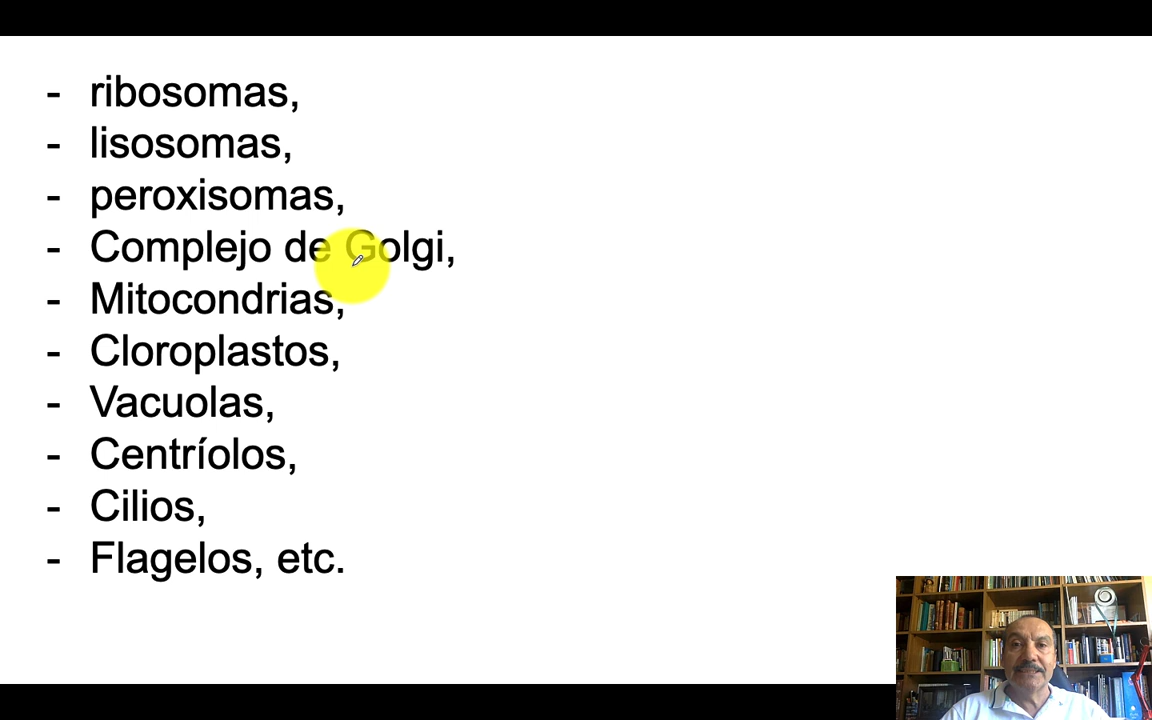 - ribosomas,
- lisosomas,
- peroxisomas,
- Complejo de Golgi,
- Mitocondrias,
- Cloroplastos,
- Vacuolas,
- Centríolos,
- Cilios,
- Flagelos, etc.